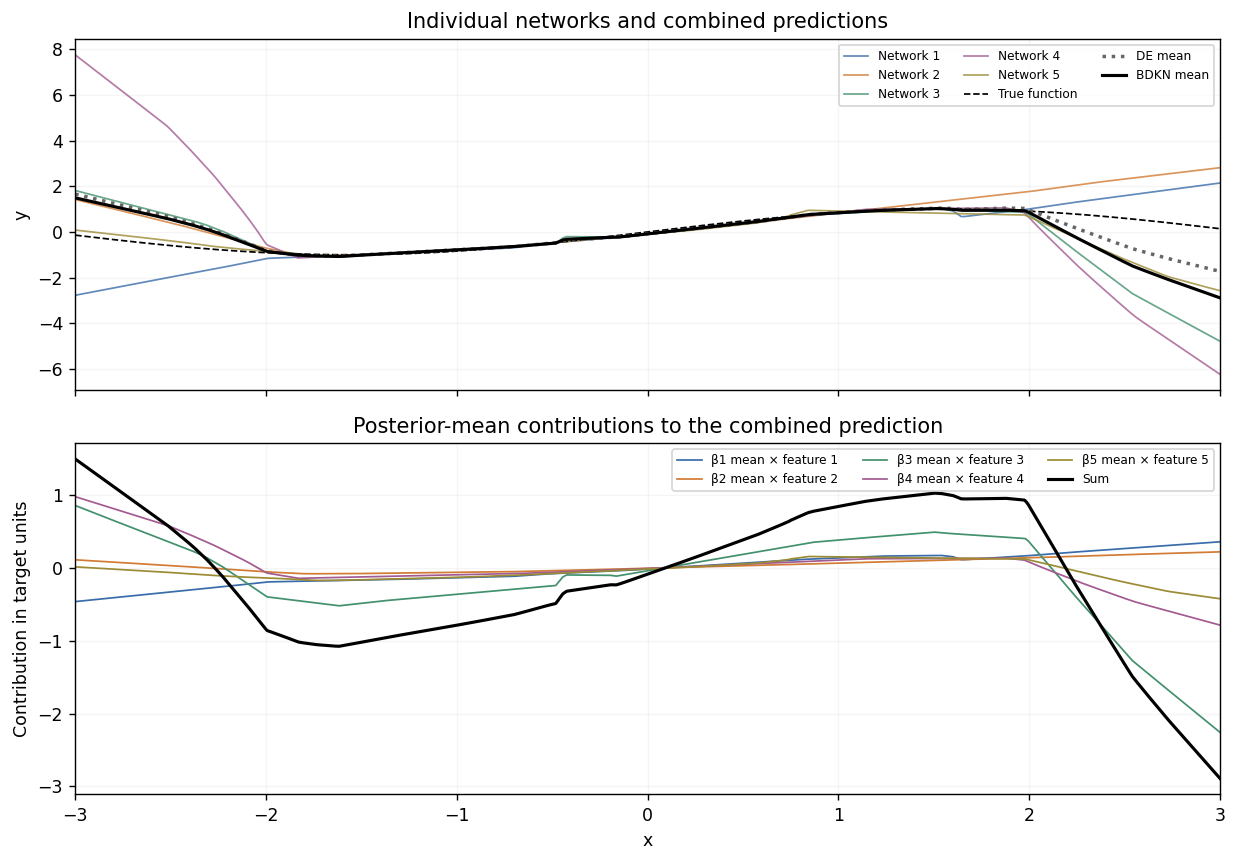 Individual networks and combined predictions
8
6
4
2
0
−2
−4
−6
y
Network 1
Network 2
Network 3
Network 4
Network 5
True function
DE mean
BDKN mean
Posterior-mean contributions to the combined prediction
1
0
−1
−2
−3
Contribution in target units
β1 mean × feature 1
β2 mean × feature 2
β3 mean × feature 3
β4 mean × feature 4
β5 mean × feature 5
Sum
−3
−2
−1
0
1
2
3
x